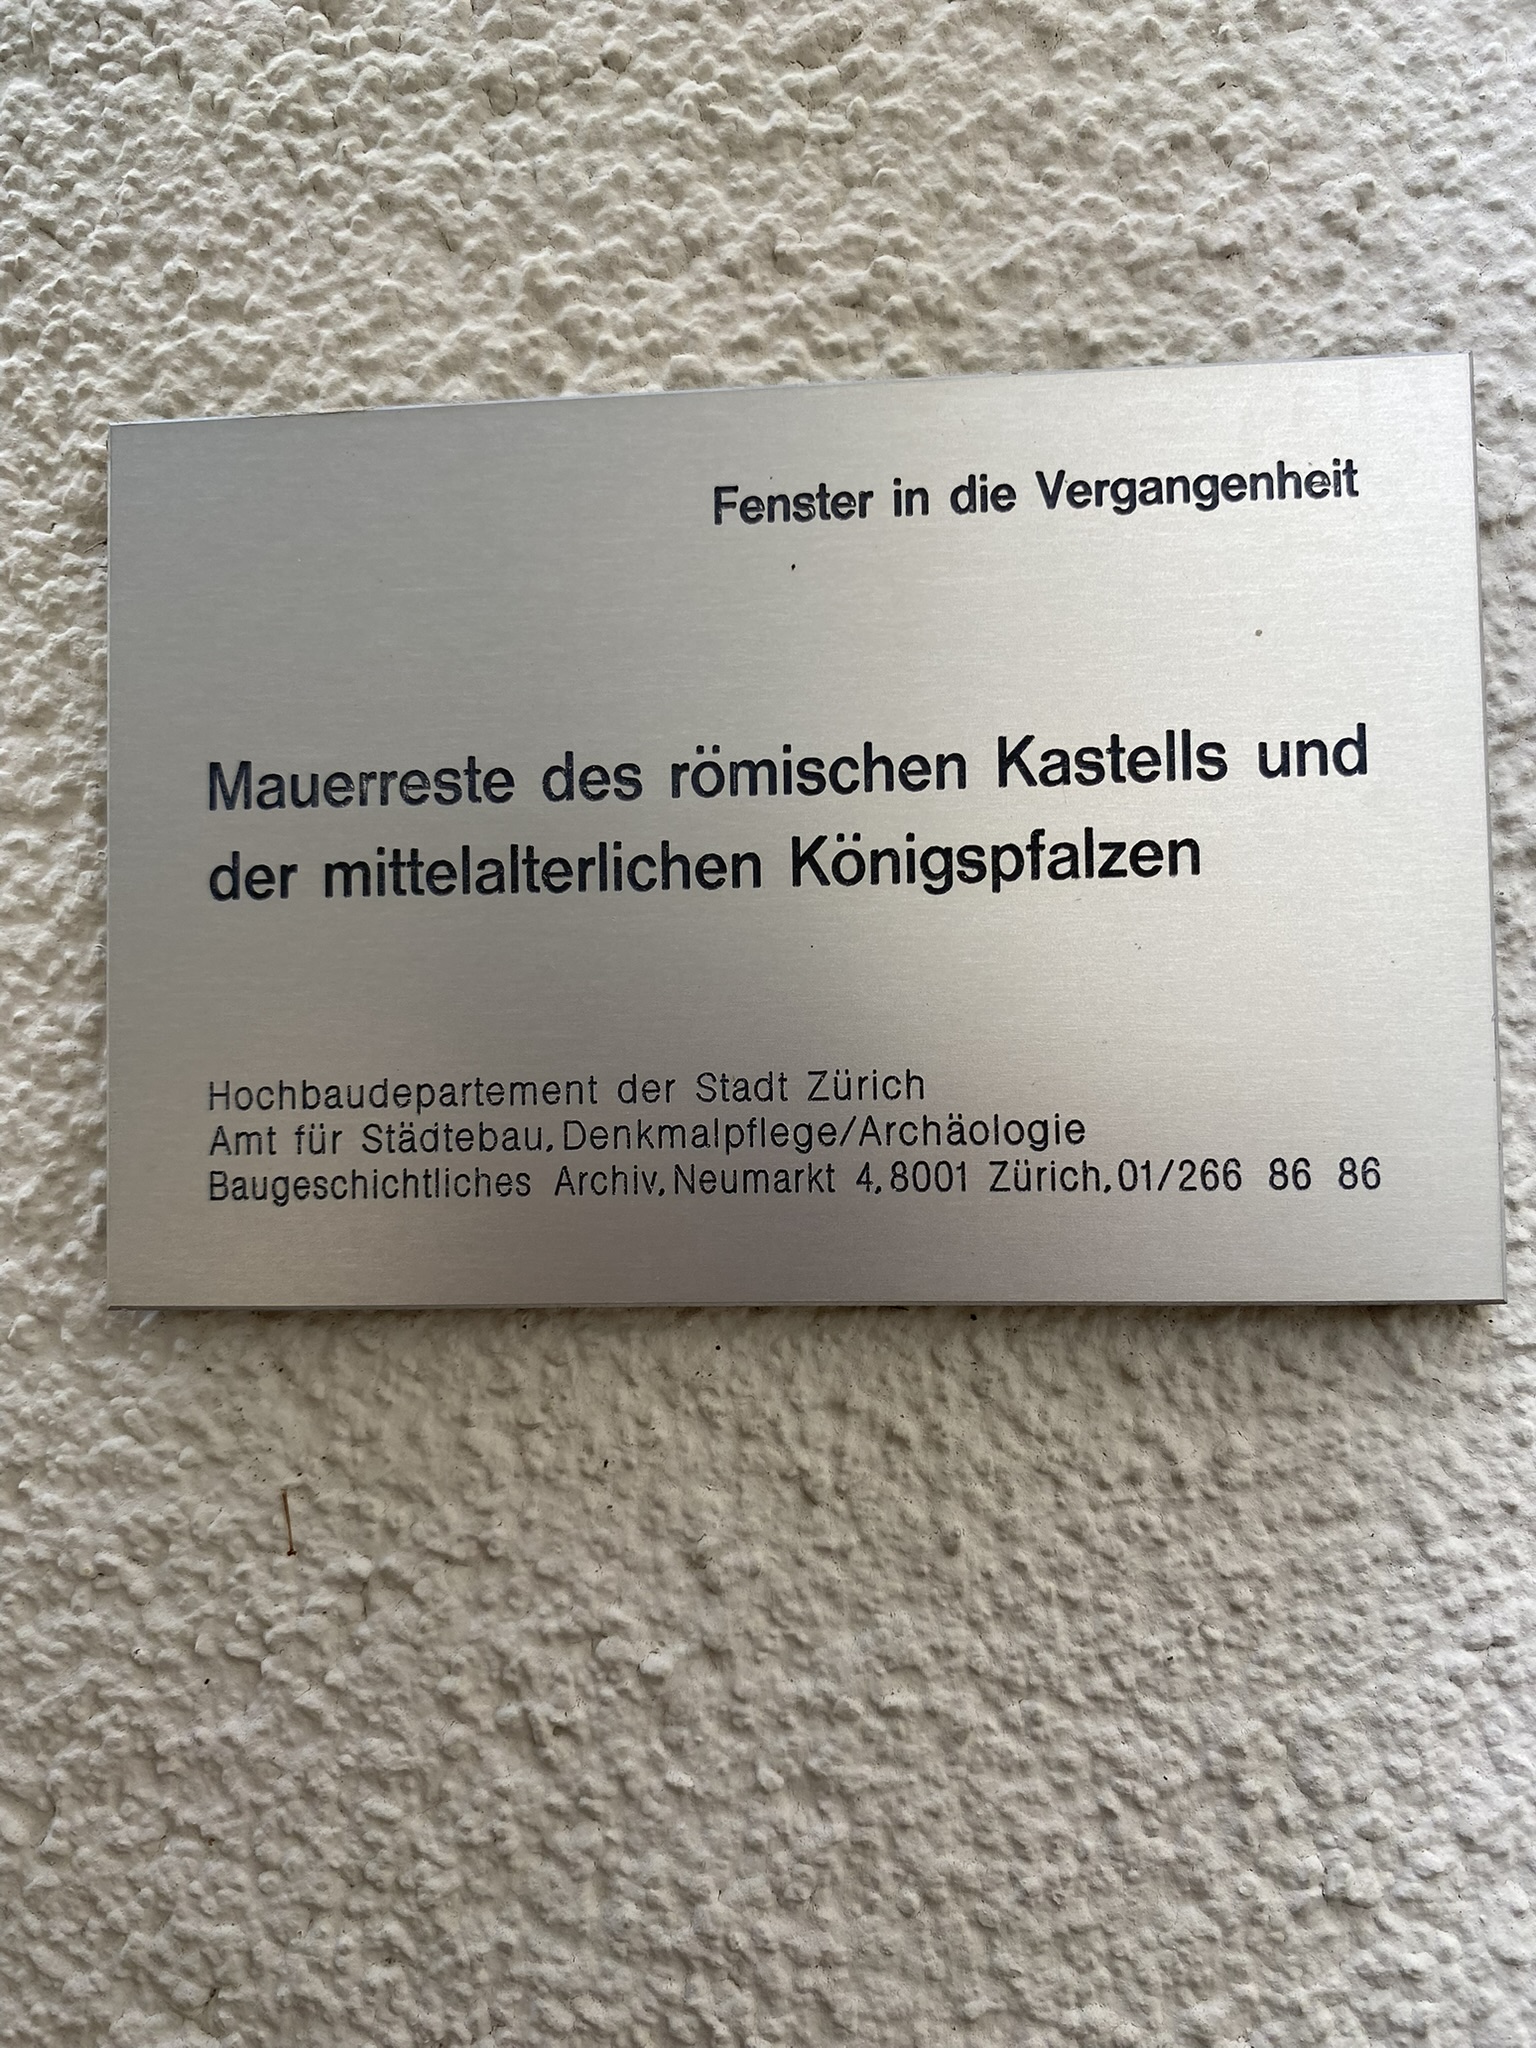 Fenster in die Vergangenheit
Mauerreste des römischen Kastells und
der mittelalterlichen Königspfalzen
Hochbaudepartement der Stadt Zürich
Amt für Städtebau, Denkmalpflege/Archäologie
Baugeschichtliches Archiv, Neumarkt 4, 8001 Zürich, 01/266 86 86